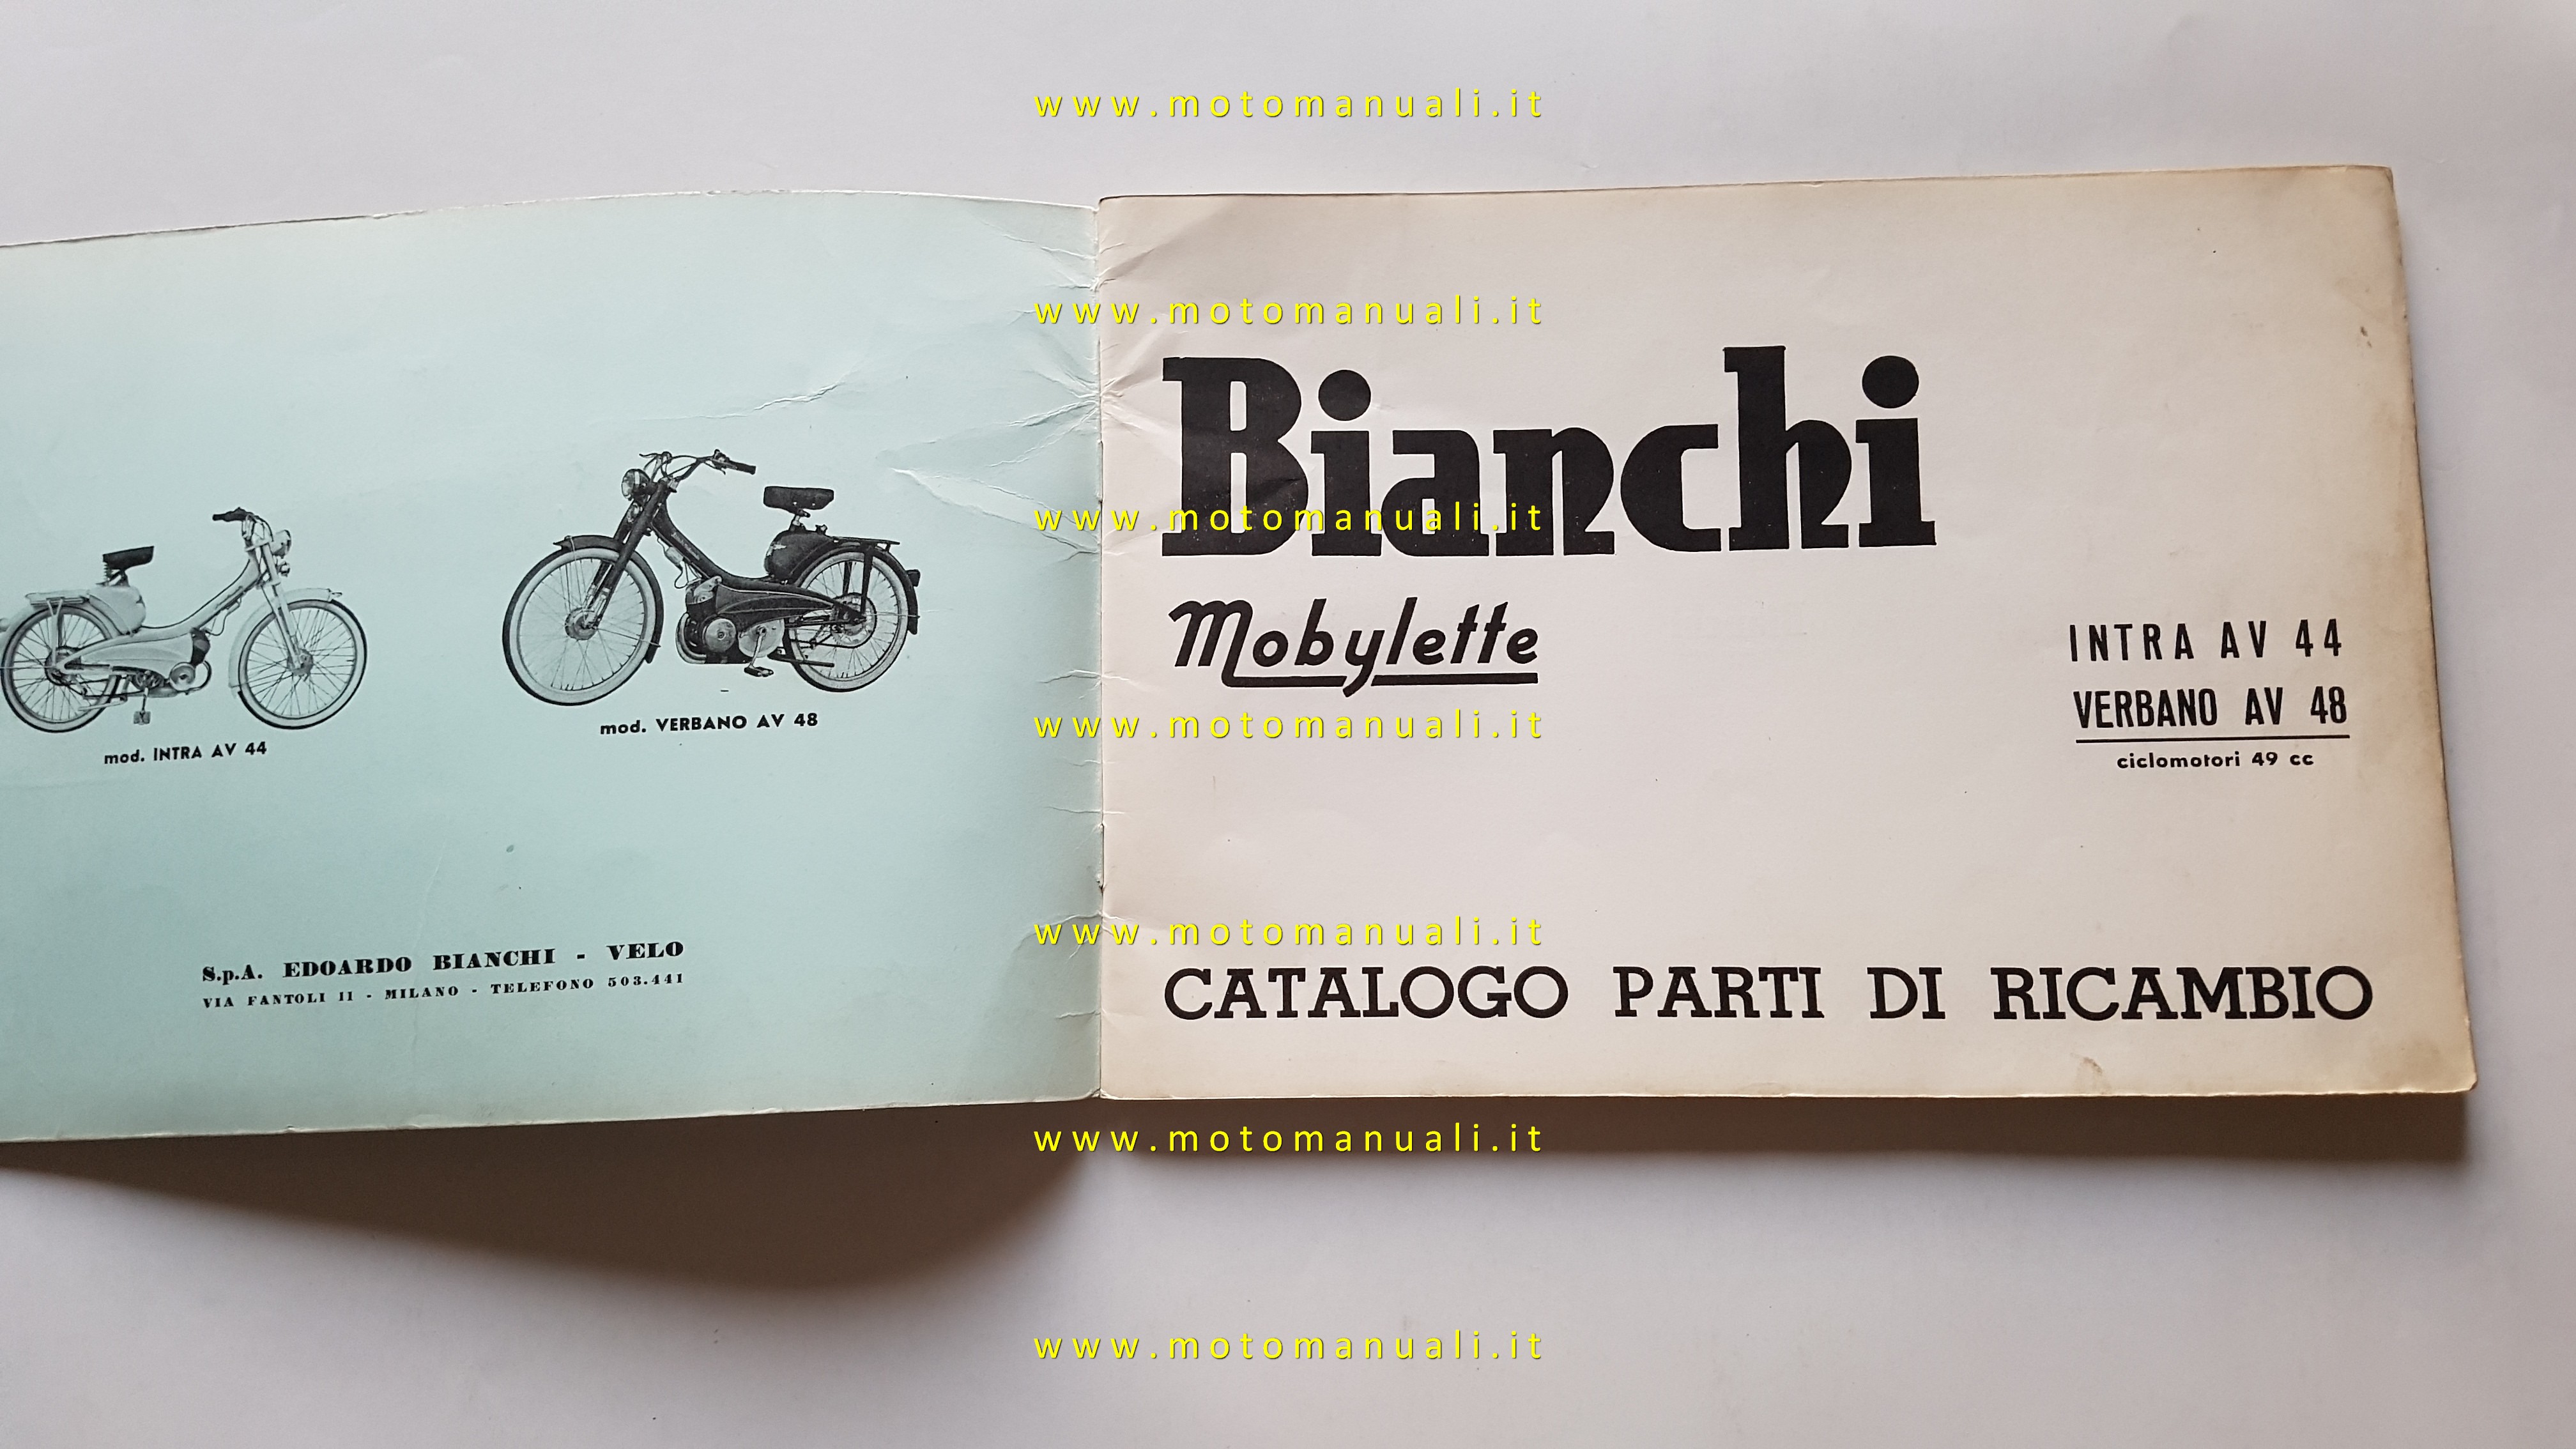 www.motomanuali.it
www.motomanuali.it
www.motomanuali.it
www.motomanuali.it
www.motomanuali.it
www.motomanuali.it
www.motomanuali.it
mod. INTRA AV 44
mod. VERBANO AV 48
S.p.A. EDOARDO BIANCHI - VELO
VIA FANTOLI 11 - MILANO - TELEFONO 503.441
Bianchi
Mobylette
INTRA AV 44
VERBANO AV 48
ciclomotori 49 cc
CATALOGO PARTI DI RICAMBIO